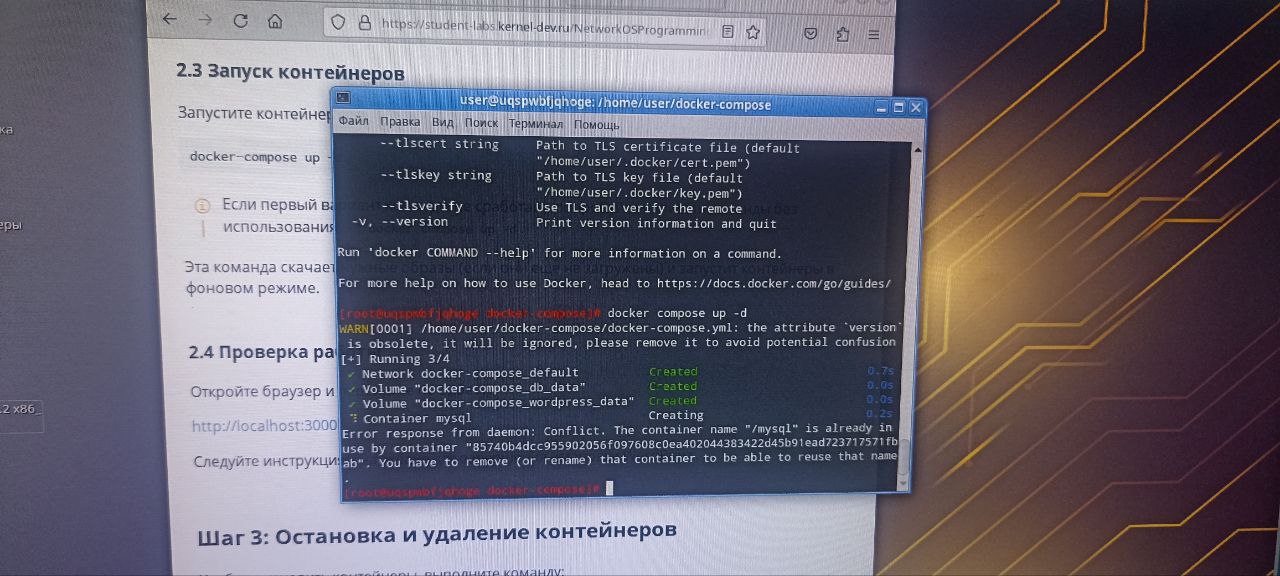 https://student-labs.kernel-dev.ru/NetworkOSProgrammin
2.3 Запуск контейнеров
Запустите контейнер
docker-compose up -
Если первый ва
использования
Эта команда скачает
фоновом режиме.
2.4 Проверка ра
Откройте браузер и
http://localhost:3000
Следуйте инструкци
Шаг 3: Остановка и удаление контейнеров
user@uqspwbfjqhoge: /home/user/docker-compose
Файл Правка Вид Поиск Терминал Помощь
--tlscert string Path to TLS certificate file (default
"/home/user/.docker/cert.pem")
--tlskey string Path to TLS key file (default
"/home/user/.docker/key.pem")
--tlsverify Use TLS and verify the remote
-v, --version Print version information and quit
Run 'docker COMMAND --help' for more information on a command.
For more help on how to use Docker, head to https://docs.docker.com/go/guides/
[root@uqspwbfjqhoge docker-compose]# docker compose up -d
WARN[0001] /home/user/docker-compose/docker-compose.yml: the attribute `version`
is obsolete, it will be ignored, please remove it to avoid potential confusion
[+] Running 3/4
✓ Network docker-compose_default Created 0.7s
✓ Volume "docker-compose_db_data" Created 0.0s
✓ Volume "docker-compose_wordpress_data" Created 0.0s
Container mysql Creating 0.2s
Error response from daemon: Conflict. The container name "/mysql" is already in
use by container "85740b4dcc955902056f097608c0ea402044383422d45b91ead723717571fb
ab". You have to remove (or rename) that container to be able to reuse that name
.
[root@uqspwbfjqhoge docker-compose]#
ка
еры
.2 x86_